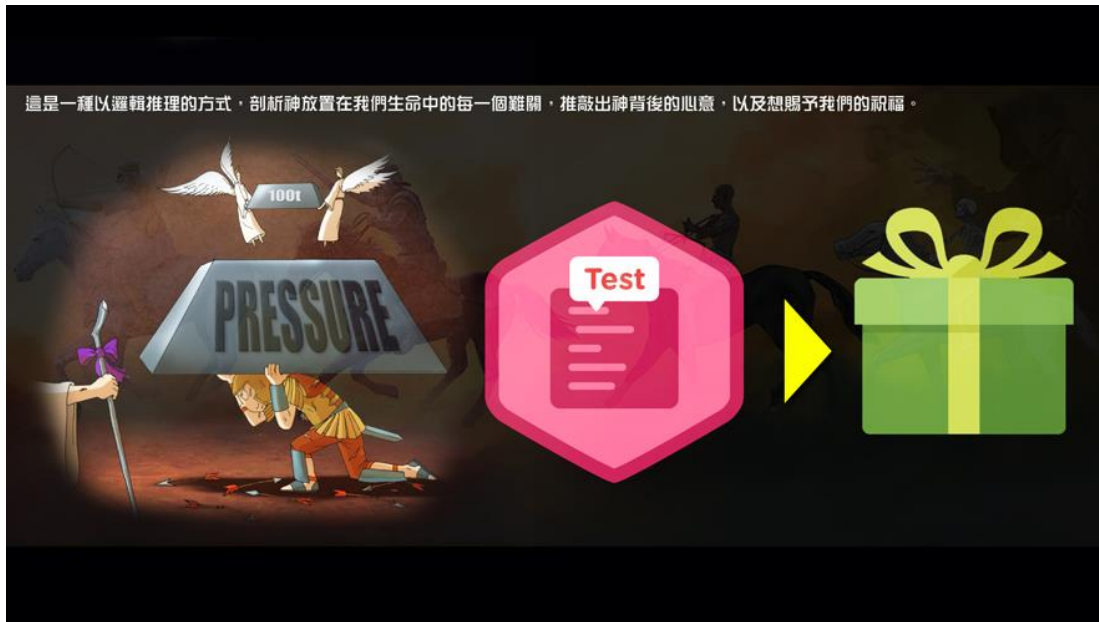 這是一種以邏輯推理的方式，剖析神放置在我們生命中的每一個難關，推敲出神背後的心意，以及想賜予我們的祝福。
100t
PRESSURE
Test